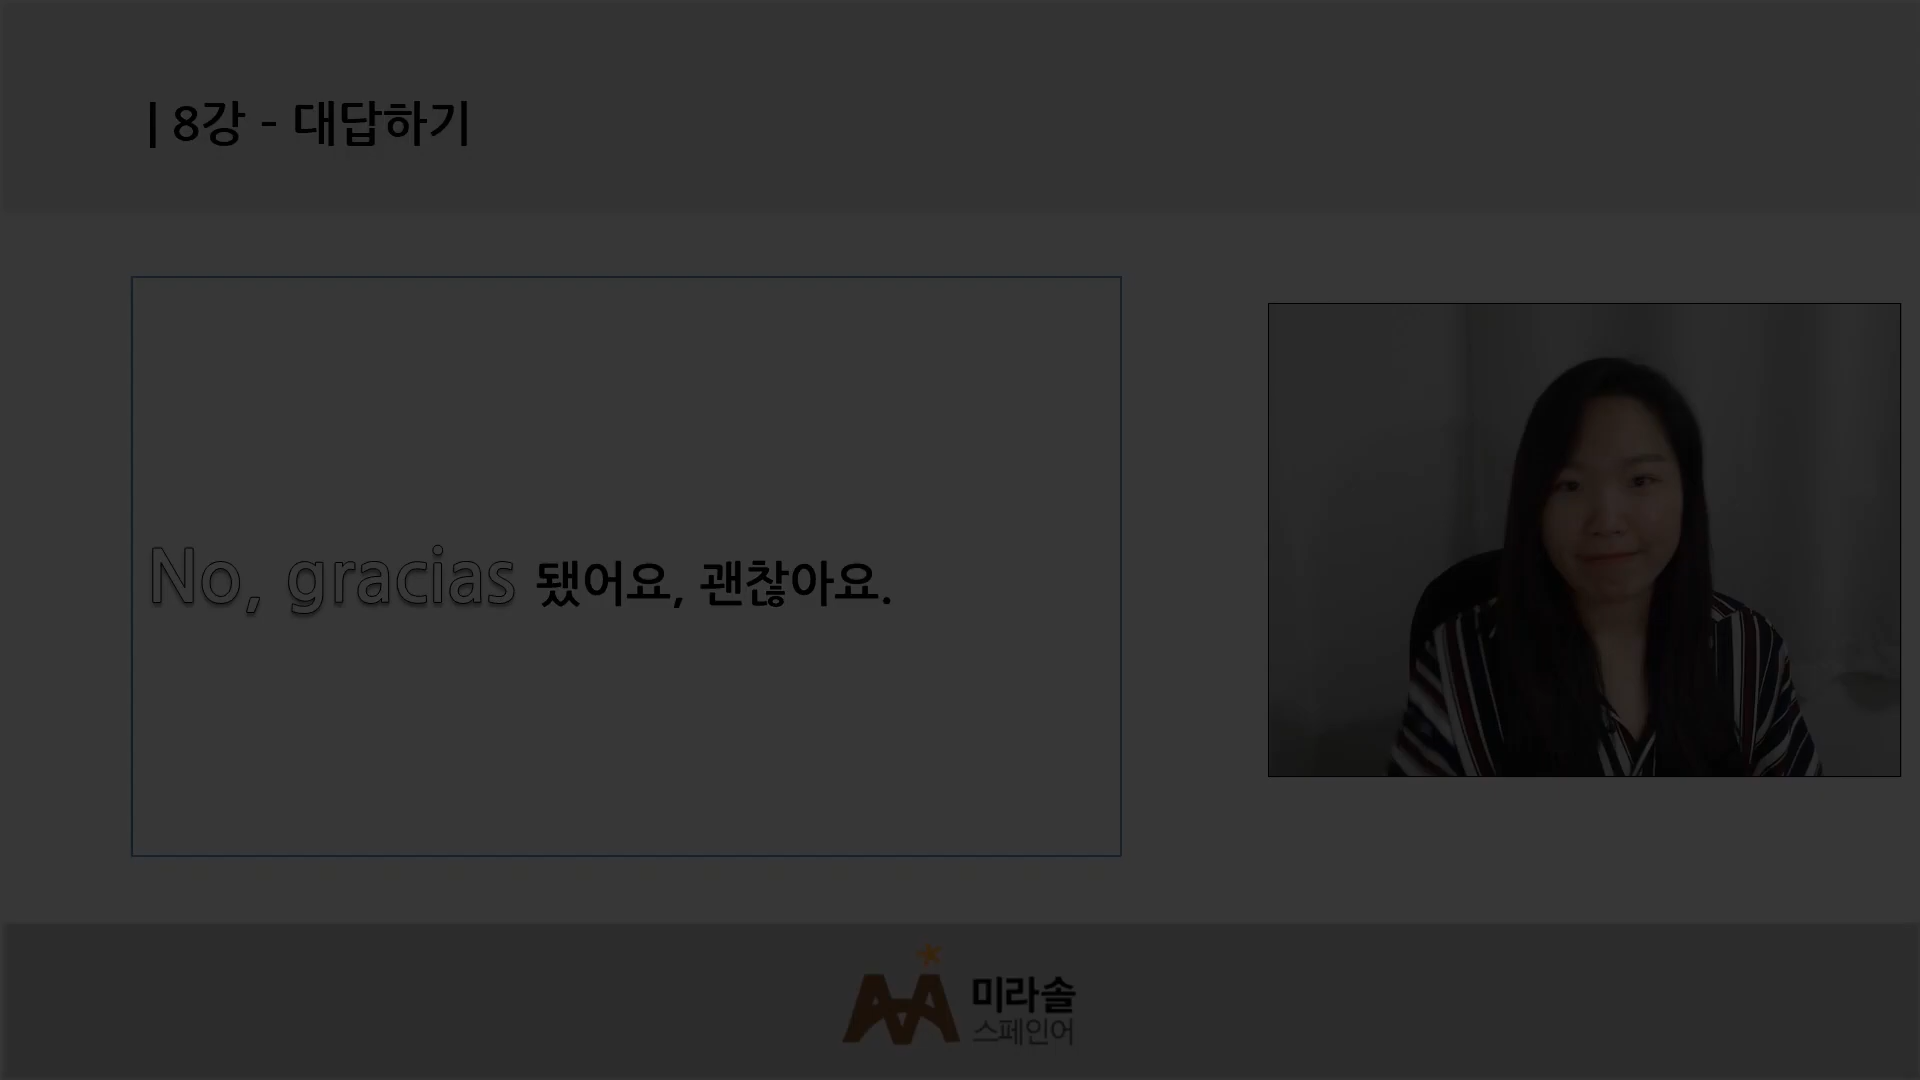 | 8강 - 대답하기
No, gracias 됐어요, 괜찮아요.
미라솔
스페인어